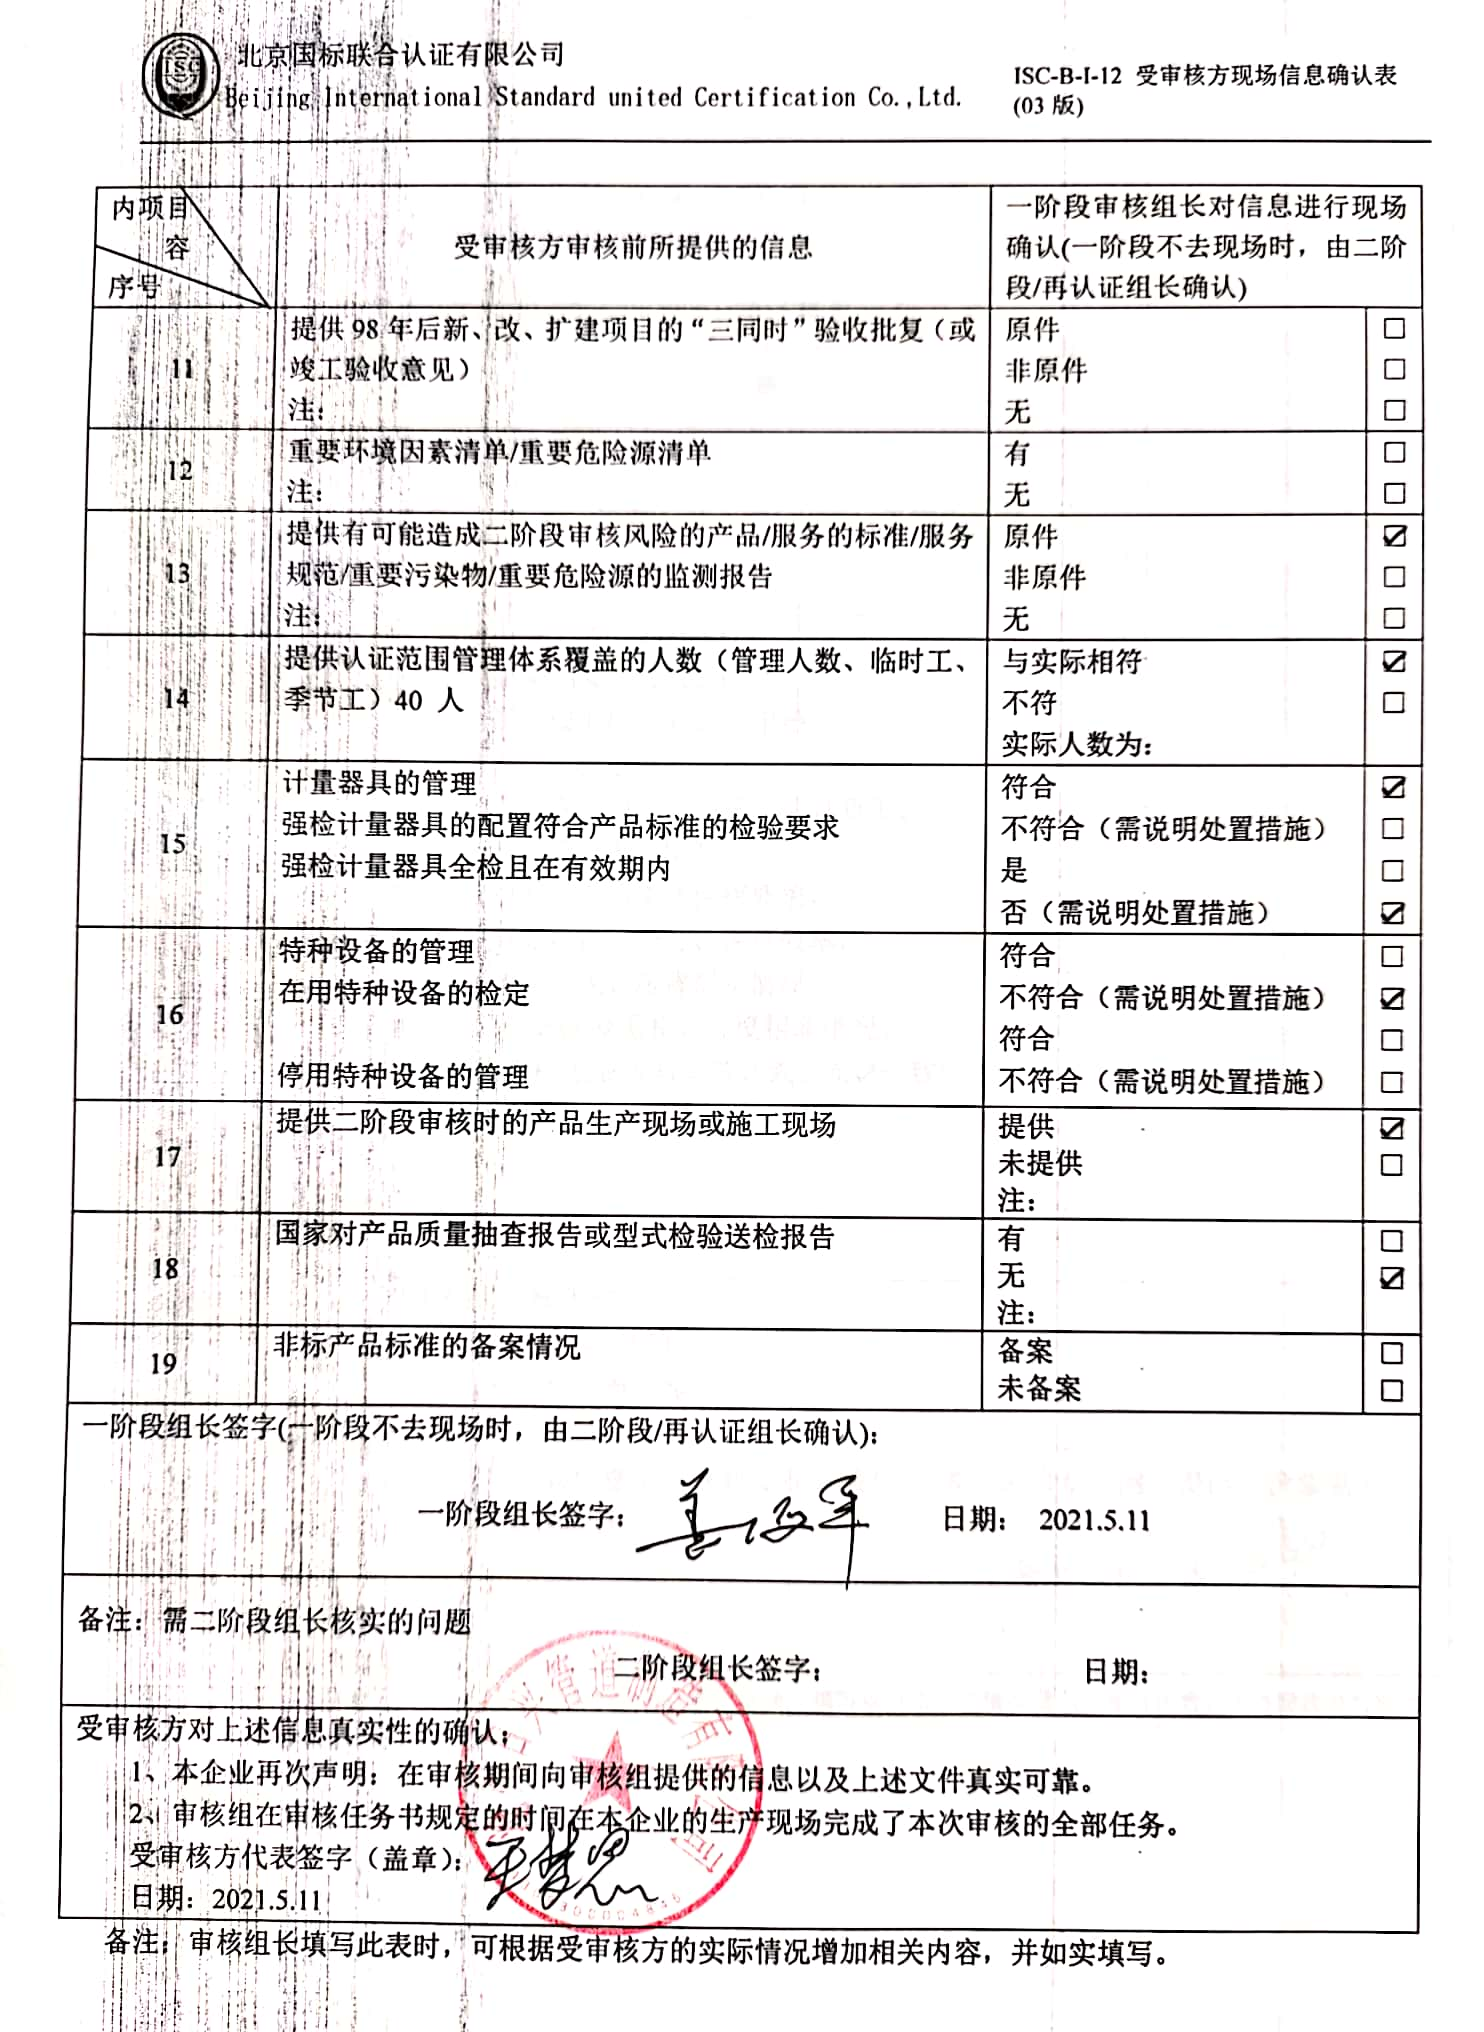 ISC
北京国标联合认证有限公司
Beijing International Standard united Certification Co.,Ltd.
ISC-B-I-12 受审核方现场信息确认表
(03 版)
内项目
容
序号
受审核方审核前所提供的信息
一阶段审核组长对信息进行现场
确认(一阶段不去现场时，由二阶
段/再认证组长确认)
11
提供 98 年后新、改、扩建项目的“三同时”验收批复（或
竣工验收意见）
注:
原件 □
非原件 □
无 □
12
重要环境因素清单/重要危险源清单
注:
有 □
无 □
13
提供有可能造成二阶段审核风险的产品/服务的标准/服务
规范/重要污染物/重要危险源的监测报告
注:
原件 ☑
非原件 □
无 □
14
提供认证范围管理体系覆盖的人数（管理人数、临时工、
季节工）40 人
与实际相符 ☑
不符 □
实际人数为:
15
计量器具的管理
强检计量器具的配置符合产品标准的检验要求
强检计量器具全检且在有效期内
符合 ☑
不符合（需说明处置措施） □
是 □
否（需说明处置措施） ☑
16
特种设备的管理
在用特种设备的检定
停用特种设备的管理
符合 □
不符合（需说明处置措施） ☑
符合 □
不符合（需说明处置措施） □
17
提供二阶段审核时的产品生产现场或施工现场
提供 ☑
未提供 □
注:
18
国家对产品质量抽查报告或型式检验送检报告
有 □
无 ☑
注:
19
非标产品标准的备案情况
备案 □
未备案 □
一阶段组长签字(一阶段不去现场时，由二阶段/再认证组长确认):
一阶段组长签字: 日期: 2021.5.11
备注: 需二阶段组长核实的问题
二阶段组长签字: 日期:
受审核方对上述信息真实性的确认:
1、本企业再次声明: 在审核期间向审核组提供的信息以及上述文件真实可靠。
2、审核组在审核任务书规定的时间在本企业的生产现场完成了本次审核的全部任务。
受审核方代表签字（盖章）: 王梦思
日期: 2021.5.11
管道制造有限公司
备注: 审核组长填写此表时，可根据受审核方的实际情况增加相关内容，并如实填写。